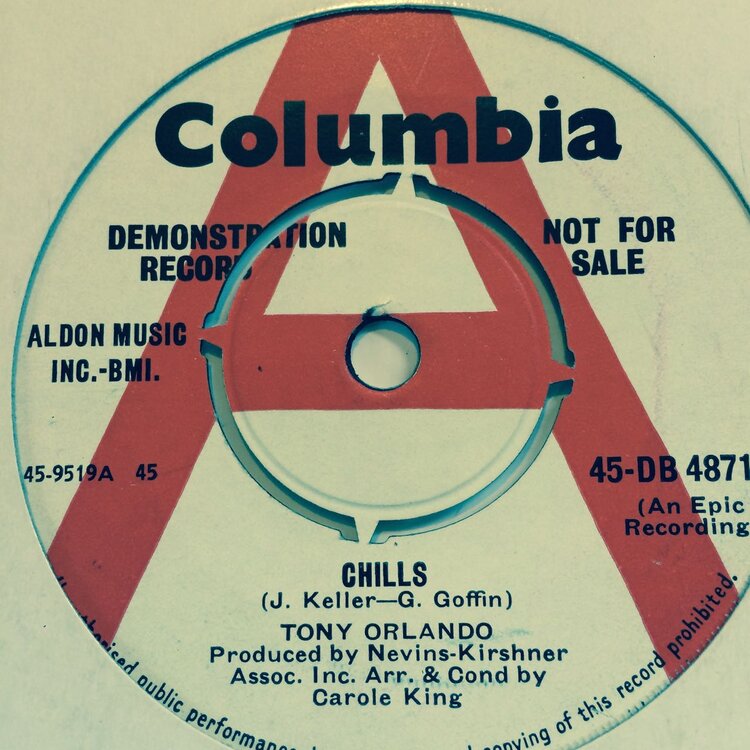 Columbia
DEMONSTRATION
RECORD
NOT FOR
SALE
ALDON MUSIC
INC.-BMI.
45-9519A 45
45-DB 4871
(An Epic
Recording
CHILLS
(J. Keller—G. Goffin)
TONY ORLANDO
Produced by Nevins-Kirshner
Assoc. Inc. Arr. & Cond by
Carole King
public performance
copying of this record prohibited.